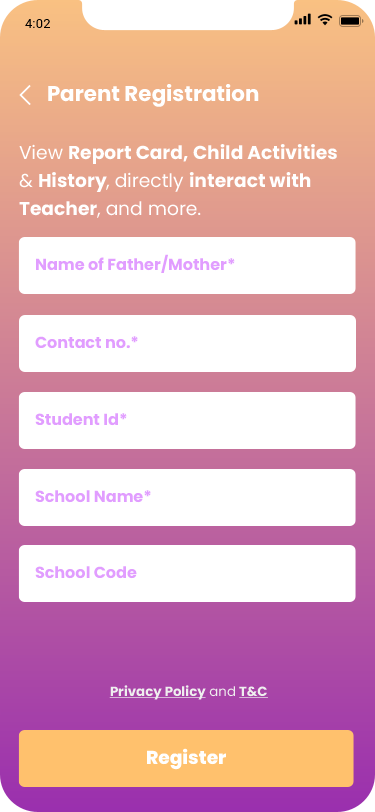 4:02
Parent Registration
View Report Card, Child Activities
& History, directly interact with
Teacher, and more.
Name of Father/Mother*
Contact no.*
Student Id*
School Name*
School Code
Privacy Policy and T&C
Register